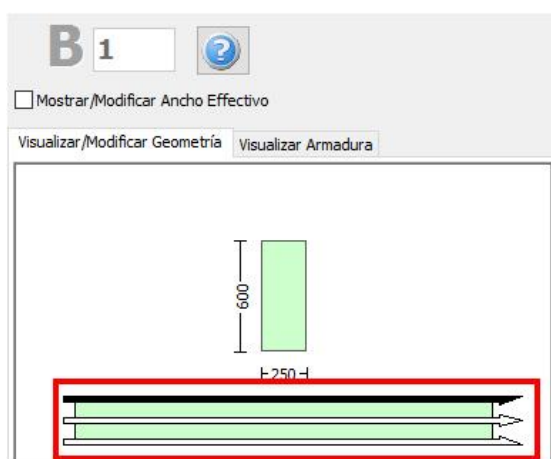 B 1
Mostrar/Modificar Ancho Effectivo
Visualizar/Modificar Geometría Visualizar Armadura
600
250